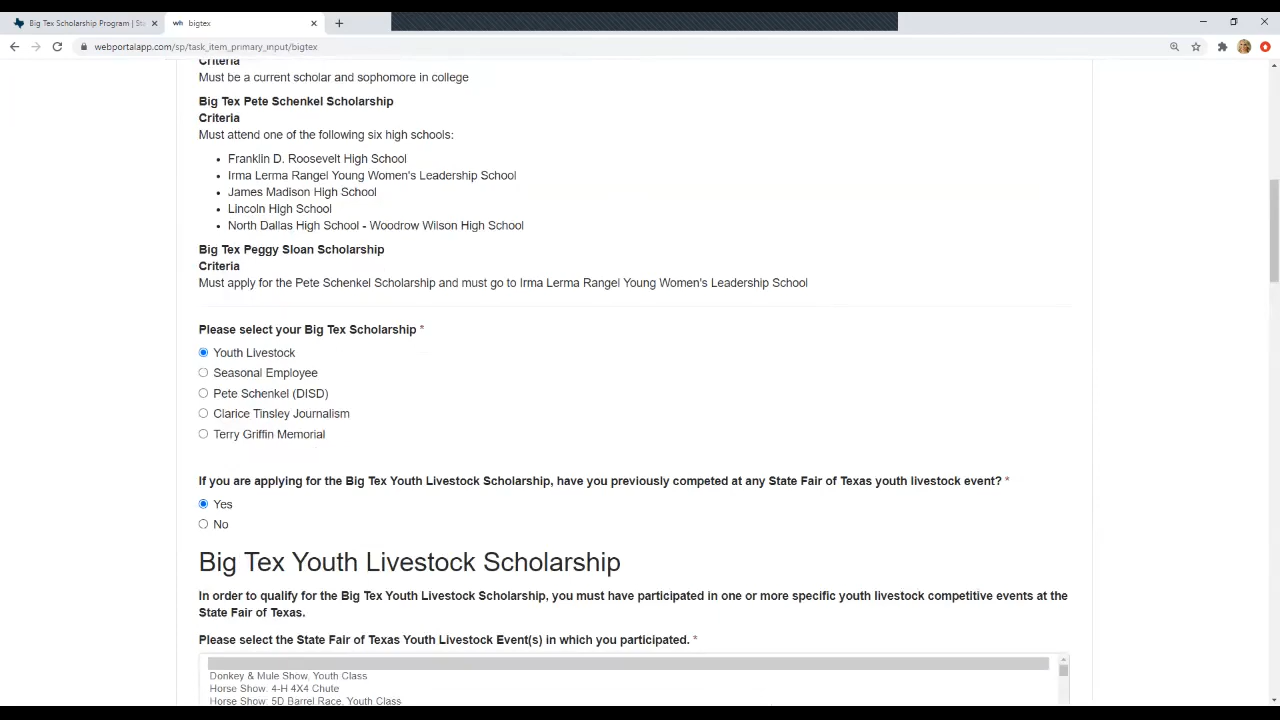 Big Tex Scholarship Program | Sta
wh bigtex
webportalapp.com/sp/task_item_primary_input/bigtex
Criteria
Must be a current scholar and sophomore in college
Big Tex Pete Schenkel Scholarship
Criteria
Must attend one of the following six high schools:
Franklin D. Roosevelt High School
Irma Lerma Rangel Young Women's Leadership School
James Madison High School
Lincoln High School
North Dallas High School - Woodrow Wilson High School
Big Tex Peggy Sloan Scholarship
Criteria
Must apply for the Pete Schenkel Scholarship and must go to Irma Lerma Rangel Young Women's Leadership School
Please select your Big Tex Scholarship *
Youth Livestock
Seasonal Employee
Pete Schenkel (DISD)
Clarice Tinsley Journalism
Terry Griffin Memorial
If you are applying for the Big Tex Youth Livestock Scholarship, have you previously competed at any State Fair of Texas youth livestock event? *
Yes
No
Big Tex Youth Livestock Scholarship
In order to qualify for the Big Tex Youth Livestock Scholarship, you must have participated in one or more specific youth livestock competitive events at the
State Fair of Texas.
Please select the State Fair of Texas Youth Livestock Event(s) in which you participated. *
Donkey & Mule Show, Youth Class
Horse Show: 4-H 4X4 Chute
Horse Show: 5D Barrel Race, Youth Class